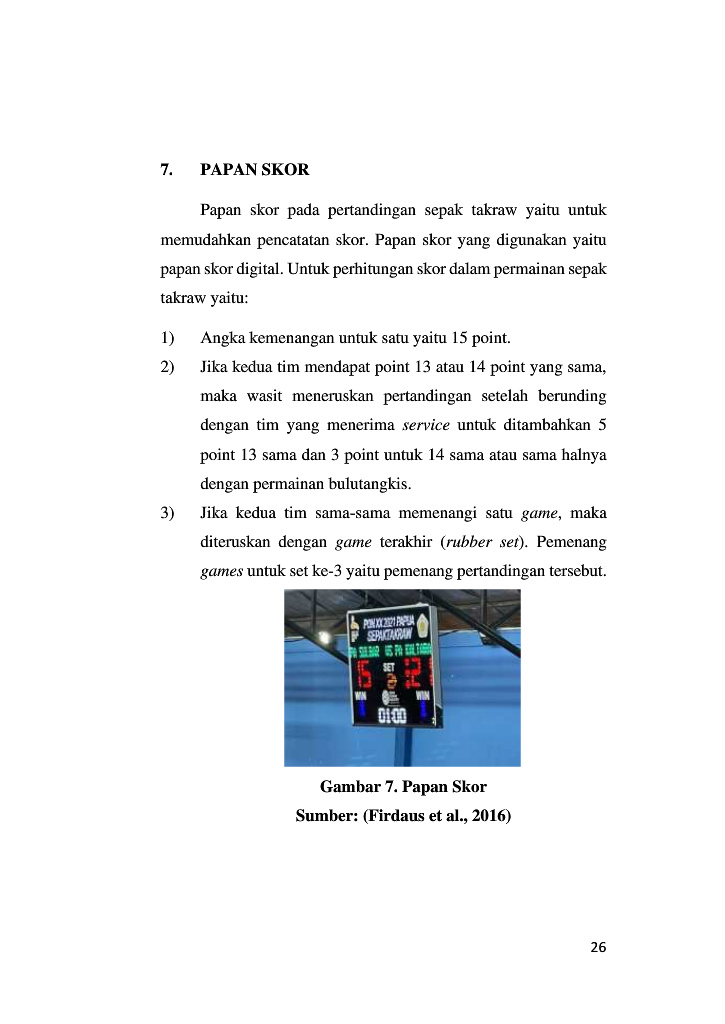 7. PAPAN SKOR
Papan skor pada pertandingan sepak takraw yaitu untuk
memudahkan pencatatan skor. Papan skor yang digunakan yaitu
papan skor digital. Untuk perhitungan skor dalam permainan sepak
takraw yaitu:
1) Angka kemenangan untuk satu yaitu 15 point.
2) Jika kedua tim mendapat point 13 atau 14 point yang sama,
maka wasit meneruskan pertandingan setelah berunding
dengan tim yang menerima service untuk ditambahkan 5
point 13 sama dan 3 point untuk 14 sama atau sama halnya
dengan permainan bulutangkis.
3) Jika kedua tim sama-sama memenangi satu game, maka
diteruskan dengan game terakhir (rubber set). Pemenang
games untuk set ke-3 yaitu pemenang pertandingan tersebut.
PON XX 2021 PAPUA
SEPAKTAKRAW
PA SULBAR VS PA
15 SET 21
WIN WIN
01:00
Gambar 7. Papan Skor
Sumber: (Firdaus et al., 2016)
26